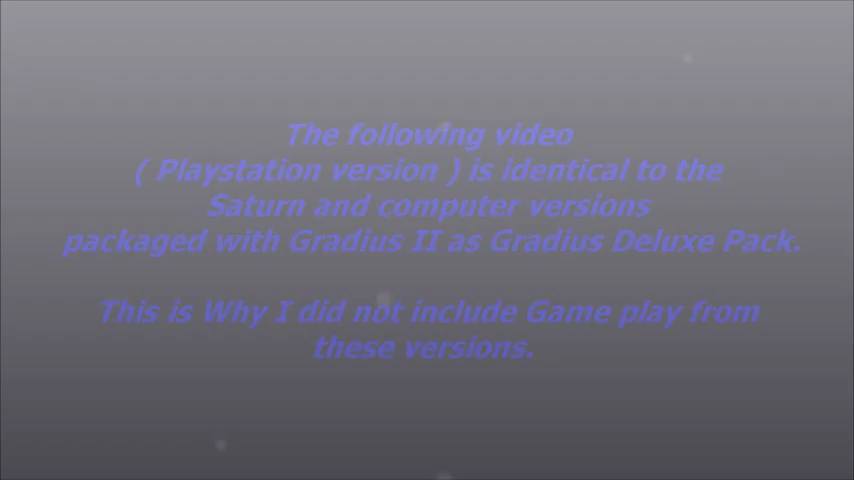 The following video
( Playstation version ) is identical to the
Saturn and computer versions
packaged with Gradius II as Gradius Deluxe Pack.
This is Why I did not include Game play from
these versions.